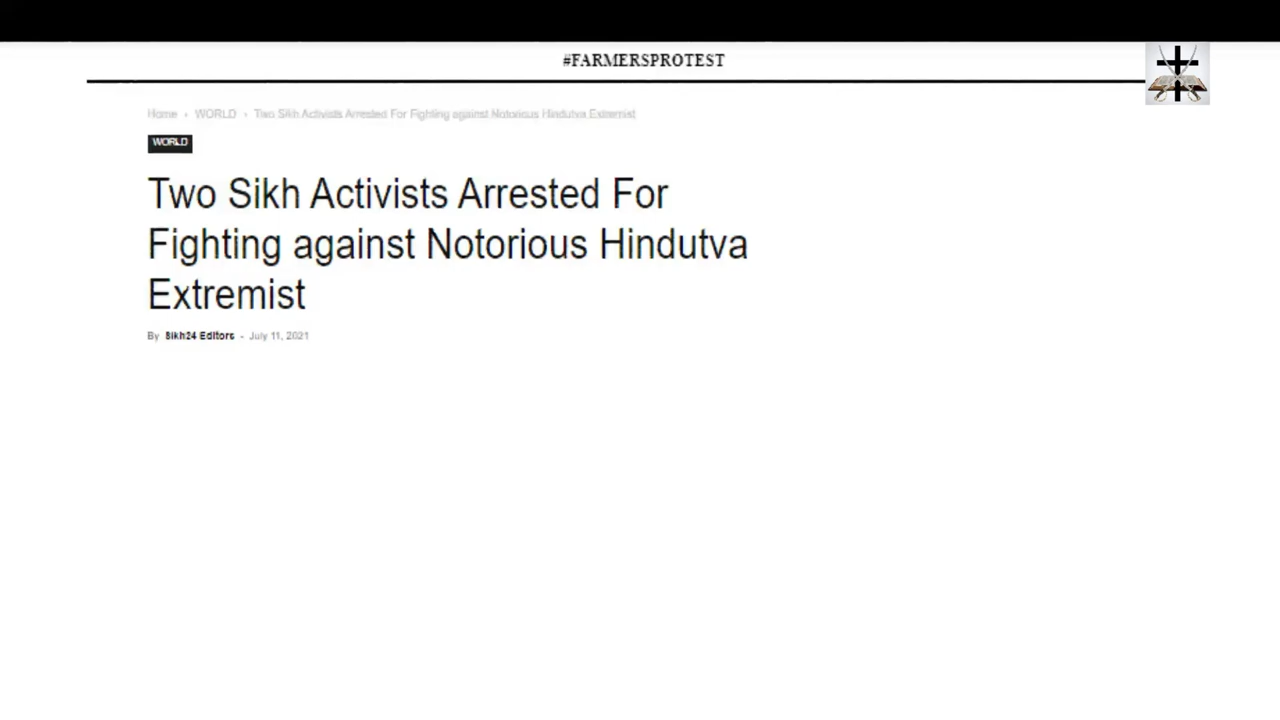 #FARMERSPROTEST
Home › WORLD › Two Sikh Activists Arrested For Fighting against Notorious Hindutva Extremist
WORLD
Two Sikh Activists Arrested For
Fighting against Notorious Hindutva
Extremist
By Sikh24 Editors - July 11, 2021